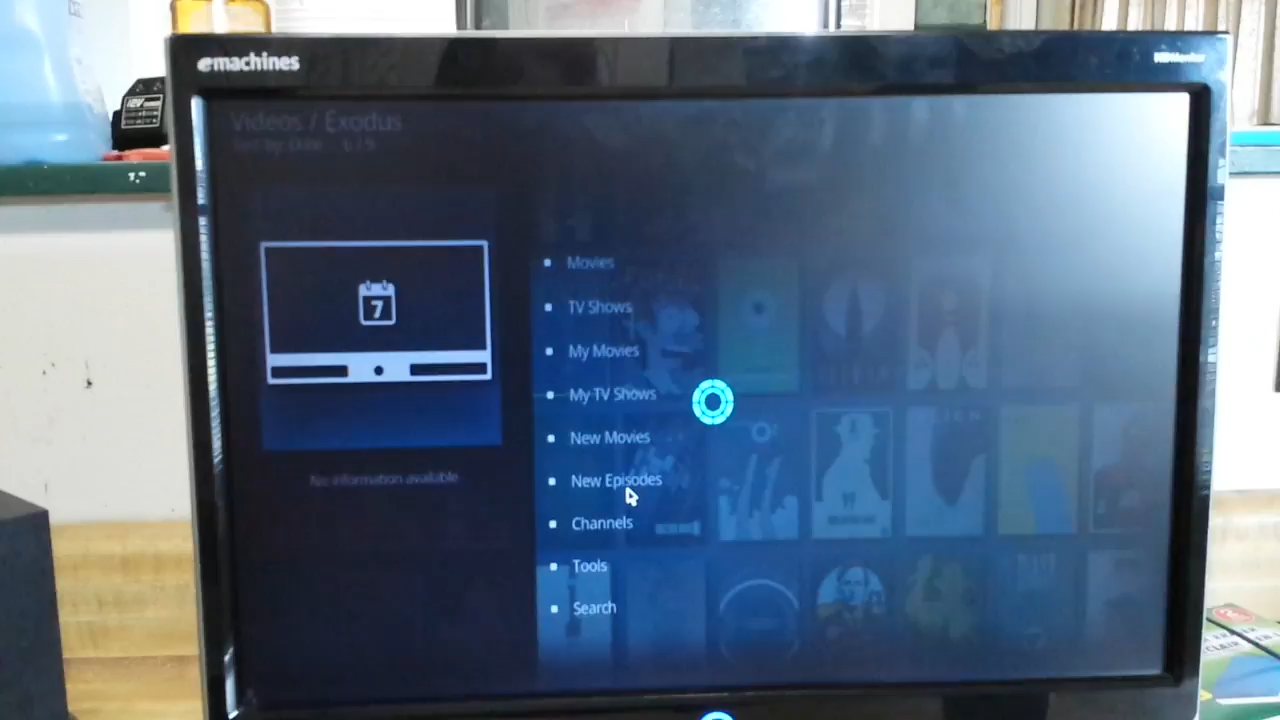 emachines
12V
Videos / Exodus
7
Movies
TV Shows
My Movies
My TV Shows
New Movies
No information available
New Episodes
Channels
Tools
Search